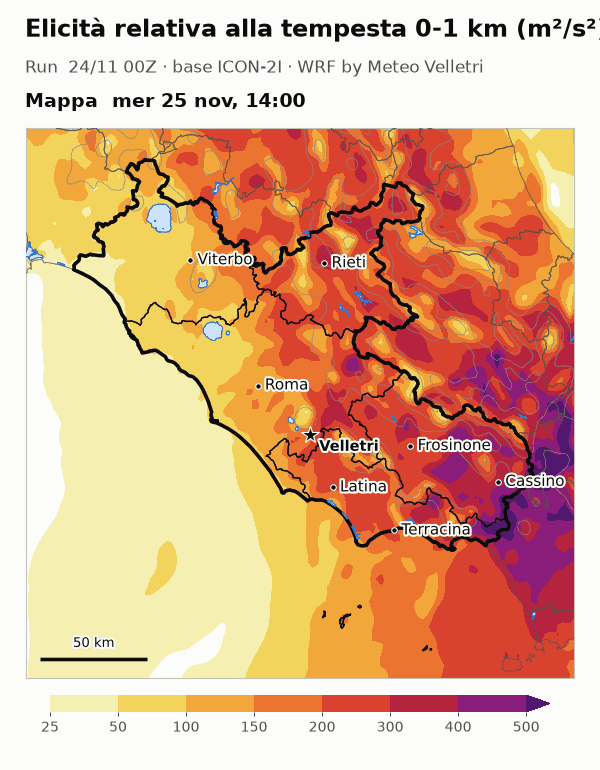 Elicità relativa alla tempesta 0-1 km (m²/s²)
Run 24/11 00Z · base ICON-2I · WRF by Meteo Velletri
Mappa mer 25 nov, 14:00
Viterbo
Rieti
Roma
Velletri
Frosinone
Cassino
Latina
Terracina
50 km
25 50 100 150 200 300 400 500